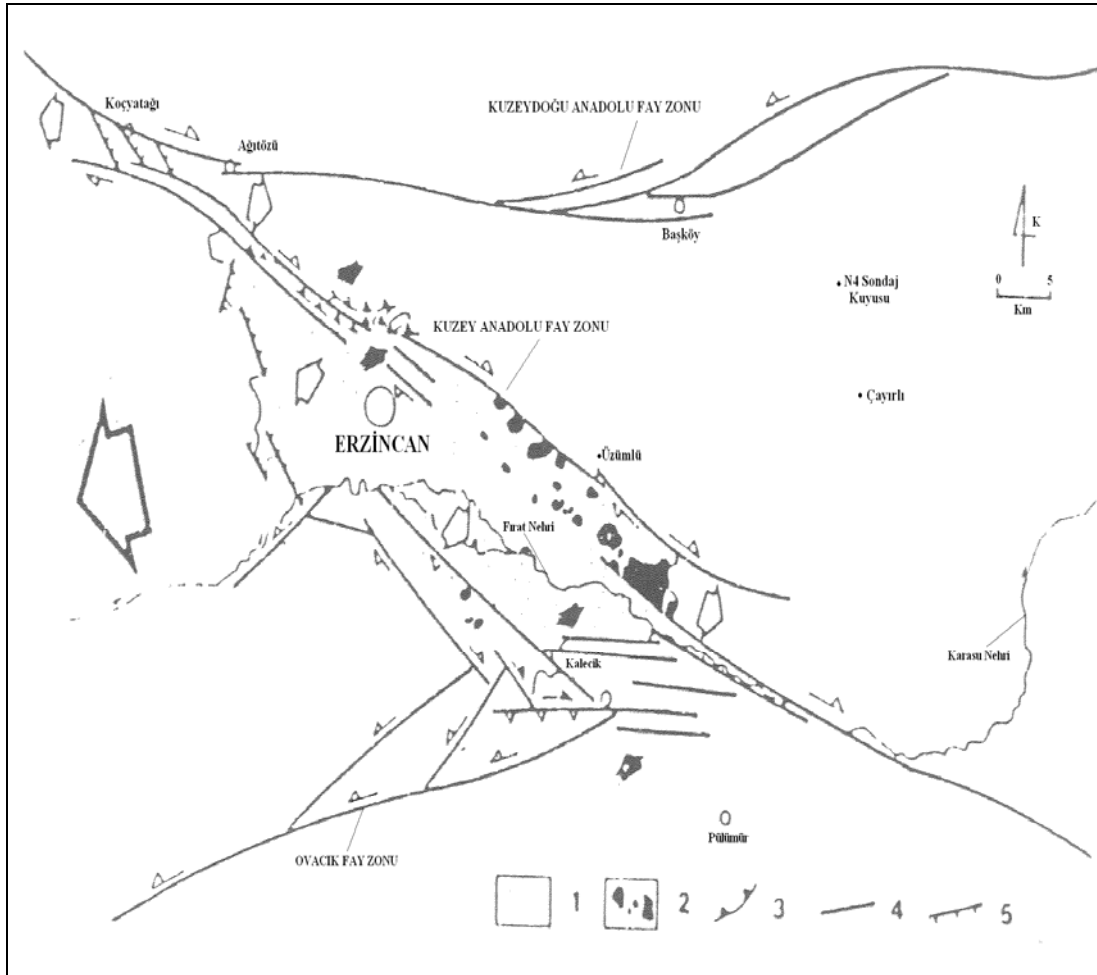 Koçyatağı
Ağıtözü
KUZEYDOĞU ANADOLU FAY ZONU
Başköy
K
0 5
Km
N4 Sondaj
Kuyusu
KUZEY ANADOLU FAY ZONU
Çayırlı
ERZİNCAN
Üzümlü
Fırat Nehri
Kalecik
Karasu Nehri
Pülümür
OVACIK FAY ZONU
1 2 3 4 5